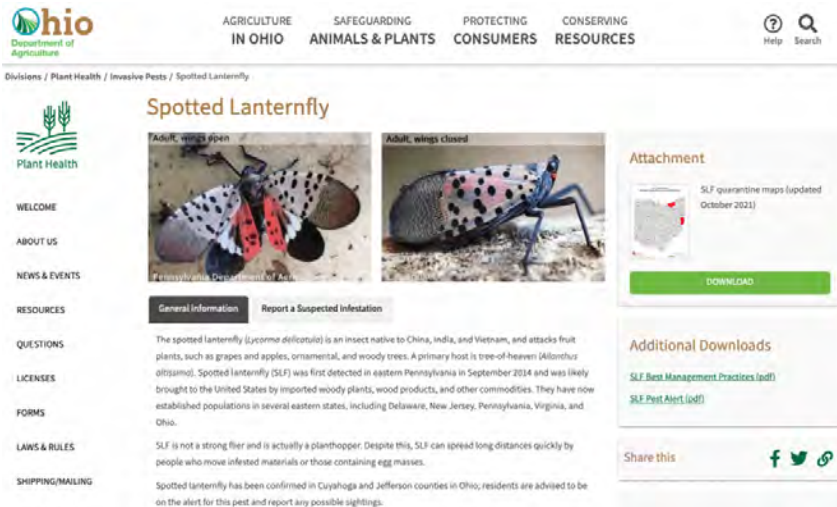 Ohio
Department of
Agriculture
AGRICULTURE
IN OHIO
SAFEGUARDING
ANIMALS & PLANTS
PROTECTING
CONSUMERS
CONSERVING
RESOURCES
Help
Search
Divisions / Plant Health / Invasive Pests / Spotted Lanternfly
Plant Health
WELCOME
ABOUT US
NEWS & EVENTS
RESOURCES
QUESTIONS
LICENSES
FORMS
LAWS & RULES
SHIPPING/MAILING
Spotted Lanternfly
Adult, wings open
Pennsylvania Department of
Adult, wings closed
General Information
Report a Suspected Infestation
The spotted lanternfly (Lycorma delicatula) is an insect native to China, India, and Vietnam, and attacks fruit
plants, such as grapes and apples, ornamental, and woody trees. A primary host is tree-of-heaven (Ailanthus
altissima). Spotted lanternfly (SLF) was first detected in eastern Pennsylvania in September 2014 and was likely
brought to the United States by imported woody plants, wood products, and other commodities. They have now
established populations in several eastern states, including Delaware, New Jersey, Pennsylvania, Virginia, and
Ohio.
SLF is not a strong flier and is actually a planthopper. Despite this, SLF can spread long distances quickly by
people who move infested materials or those containing egg masses.
Spotted lanternfly has been confirmed in Cuyahoga and Jefferson counties in Ohio; residents are advised to be
on the alert for this pest and report any possible sightings.
Attachment
SLF quarantine maps (updated
October 2021)
DOWNLOAD
Additional Downloads
SLF Best Management Practices (pdf)
SLF Pest Alert (pdf)
Share this